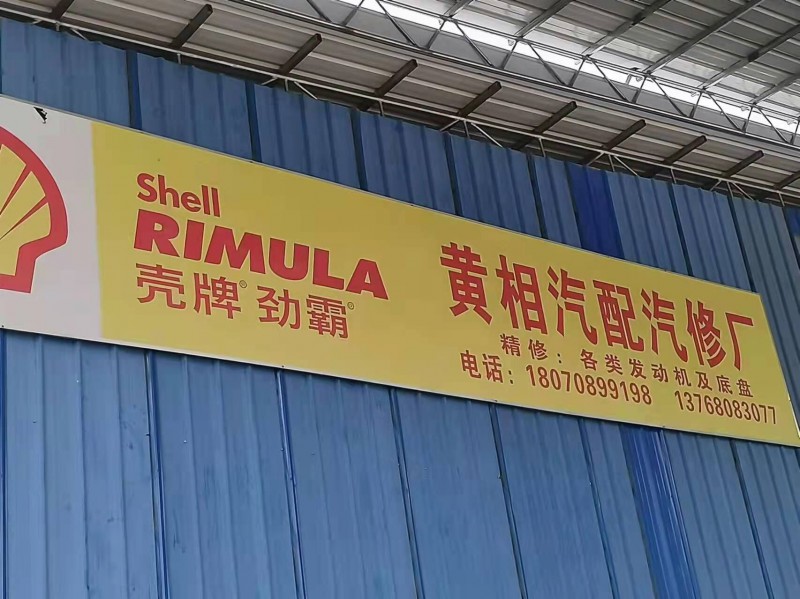 Shell
RIMULA
壳牌® 劲霸®
黄相汽配汽修厂
精修：各类发动机及底盘
电话：18070899198 13768083077